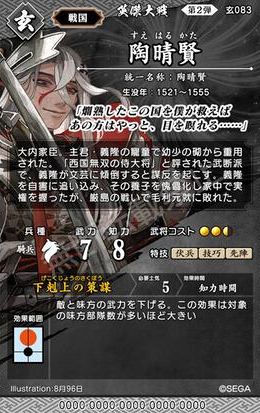 玄
戦国
英傑大戦
第2弾
玄083
すえ はる かた
陶晴賢
統一名称：陶晴賢
生没年：1521～1555
「爛熟したこの国を僕が救えば
あの方はやっと、目を醒れる……」
大内家臣。主君・義隆の寵童で幼少の間から重用
された。「西国無双の侍大将」と評された武断派
で、義隆が文芸に傾倒すると謀反を起こす。義隆
を自害に追い込み、その養子を傀儡化し家中で実
権を握ったが、厳島の戦いで毛利元就に敗れた。
兵種 武力 知力 武将コスト
騎兵 7 8
特技 伏兵 技巧 先陣
げこくじょうのさくぼう
下剋上の策謀
必要士気 5
効果時間 知力時間
効果範囲
敵と味方の武力を下げる。この効果は対象
の味方部隊数が多いほど大きい
Illustration:8月96日
©SEGA
0000-0000-0000-0000-0000